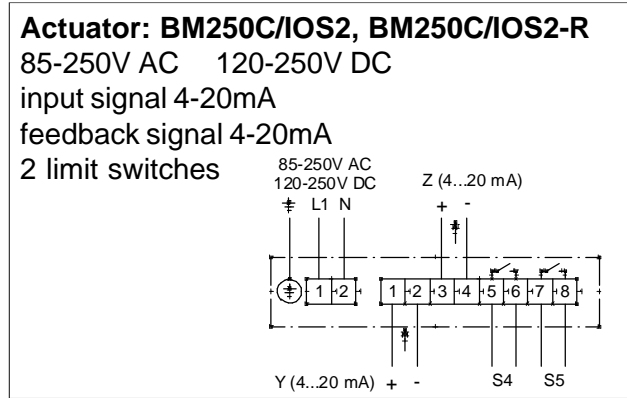 Actuator: BM250C/IOS2, BM250C/IOS2-R
85-250V AC 120-250V DC
input signal 4-20mA
feedback signal 4-20mA
2 limit switches
85-250V AC
120-250V DC
Z (4...20 mA)
L1 N
+ -
1 2 1 2 3 4 5 6 7 8
Y (4...20 mA) + -
S4 S5